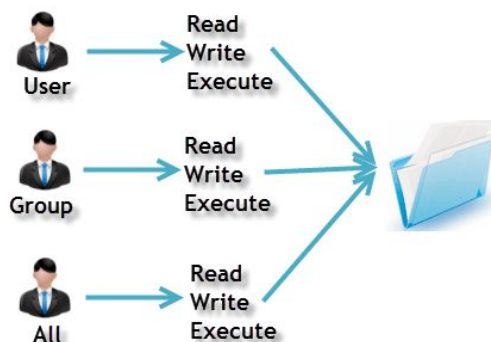 Read
Write
Execute
User
Read
Write
Execute
Group
Read
Write
Execute
All